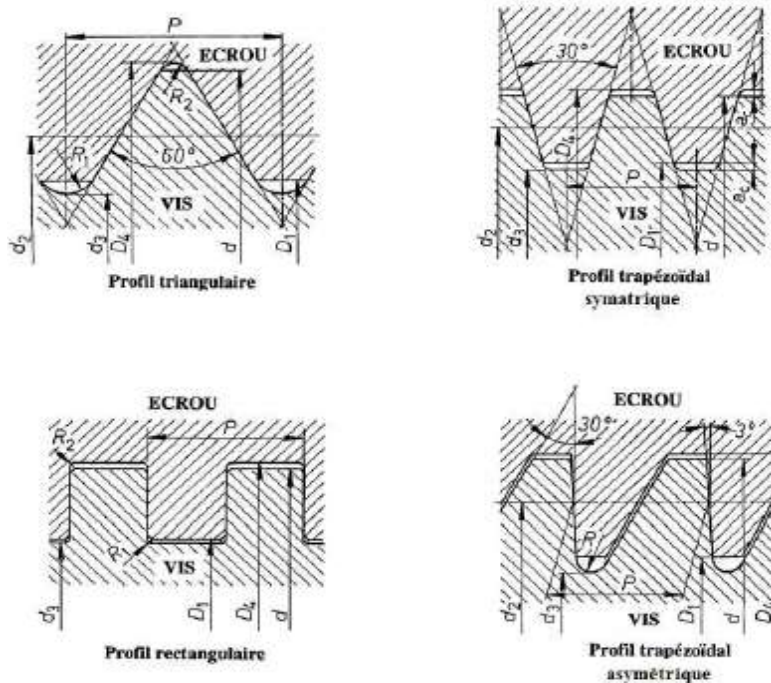 P
ECROU
R2
R1
60°
VIS
d2
d3
D4
d
D1
Profil triangulaire
30°
ECROU
D4
P
VIS
ac
d2
d3
D1
d
Profil trapézoïdal
symatrique
ECROU
R2
P
R
VIS
d3
D1
D4
d
Profil rectangulaire
ECROU
30°
3°
R
P
d2
d3
D1
d
VIS
Profil trapézoïdal
asymétrique